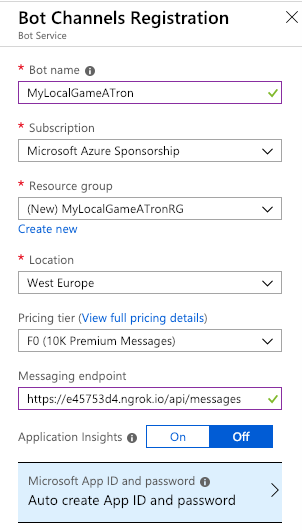 Bot Channels Registration
Bot Service
* Bot name
MyLocalGameATron
* Subscription
Microsoft Azure Sponsorship
* Resource group
(New) MyLocalGameATronRG
Create new
* Location
West Europe
Pricing tier (View full pricing details)
F0 (10K Premium Messages)
Messaging endpoint
https://e45753d4.ngrok.io/api/messages
Application Insights On Off
Microsoft App ID and password
Auto create App ID and password